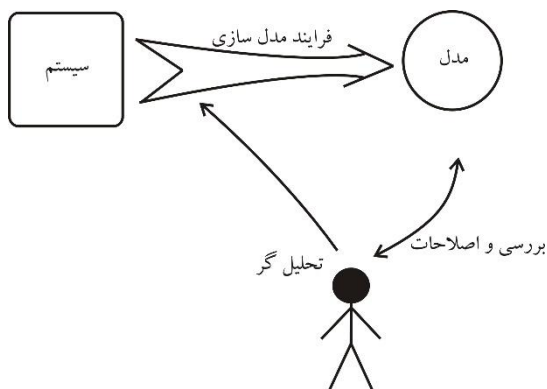 فرایند مدل سازی
مدل
سیستم
بررسی و اصلاحات
تحلیل گر